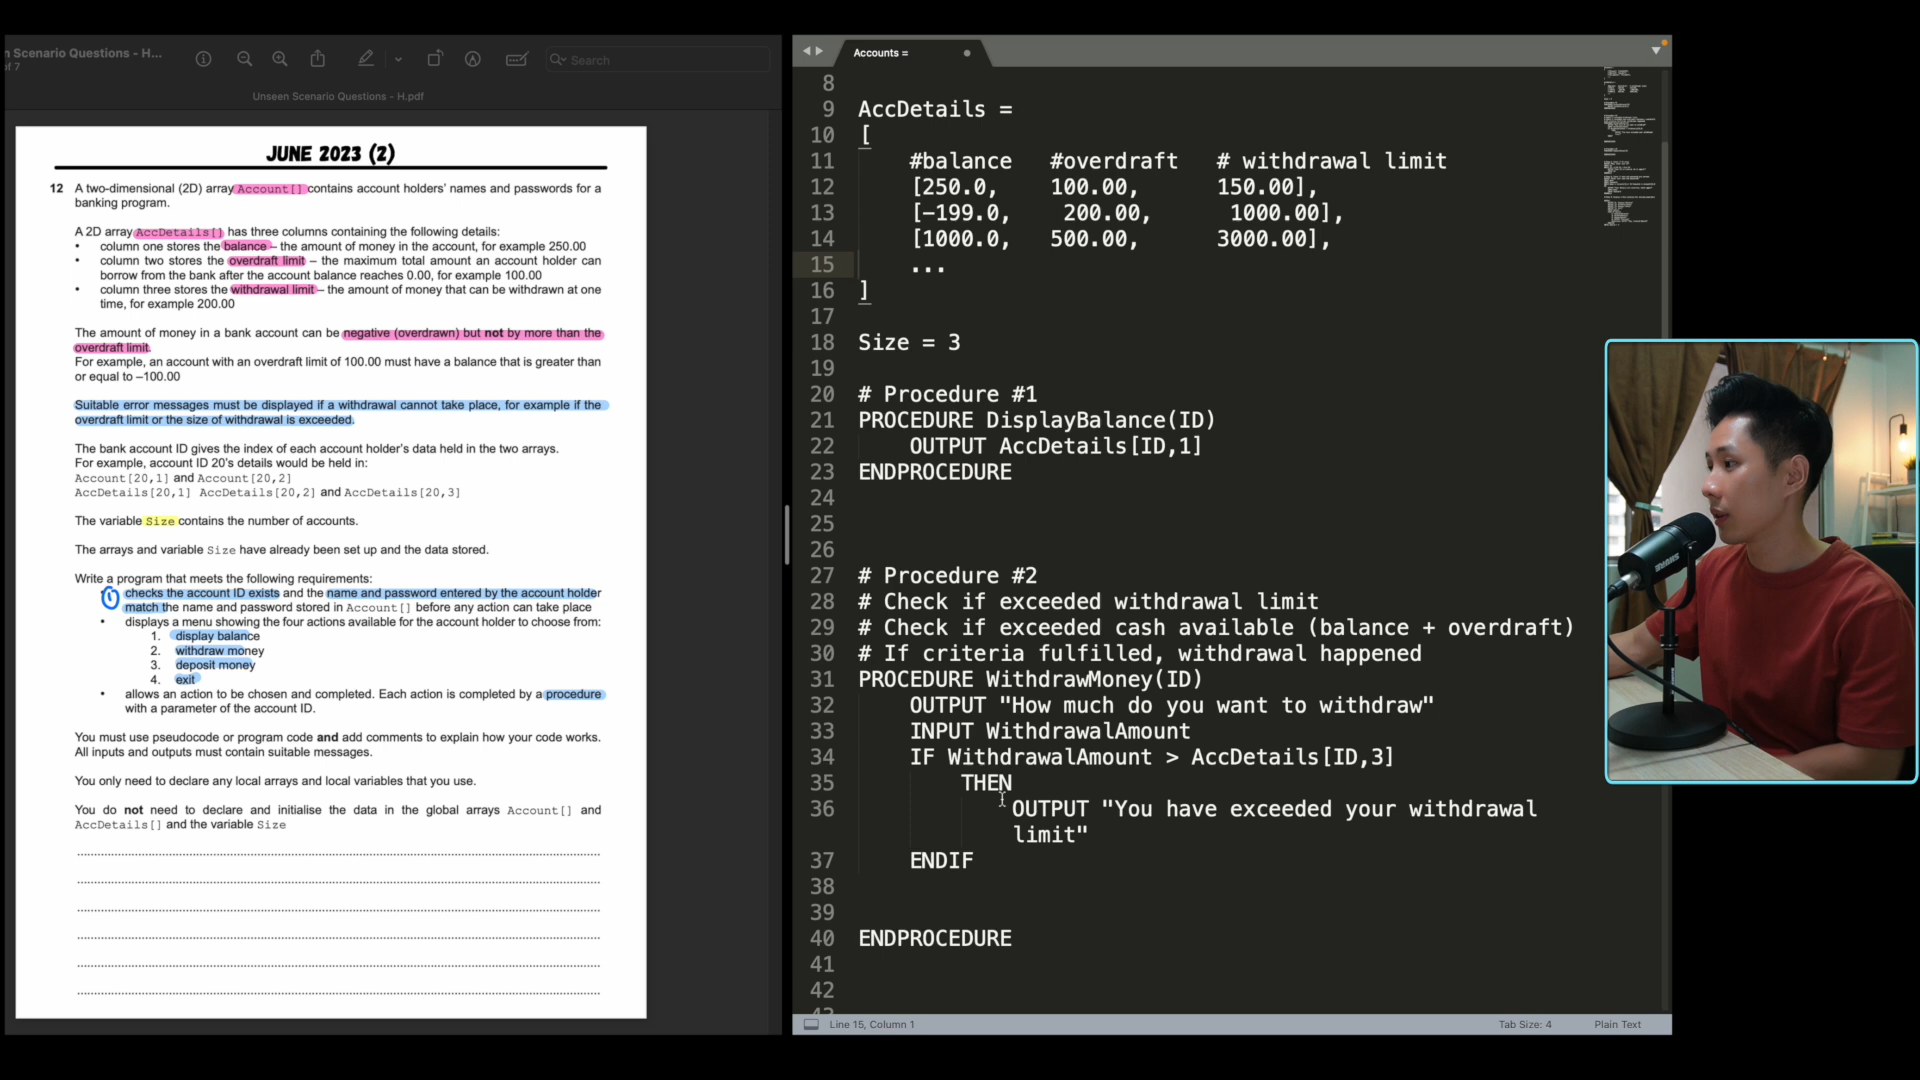 n Scenario Questions - H...
of 7
Search
Unseen Scenario Questions - H.pdf
JUNE 2023 (2)
12 A two-dimensional (2D) array Account[] contains account holders' names and passwords for a
banking program.
A 2D array AccDetails[] has three columns containing the following details:
• column one stores the balance – the amount of money in the account, for example 250.00
• column two stores the overdraft limit – the maximum total amount an account holder can
borrow from the bank after the account balance reaches 0.00, for example 100.00
• column three stores the withdrawal limit – the amount of money that can be withdrawn at one
time, for example 200.00
The amount of money in a bank account can be negative (overdrawn) but not by more than the
overdraft limit.
For example, an account with an overdraft limit of 100.00 must have a balance that is greater than
or equal to –100.00
Suitable error messages must be displayed if a withdrawal cannot take place, for example if the
overdraft limit or the size of withdrawal is exceeded.
The bank account ID gives the index of each account holder's data held in the two arrays.
For example, account ID 20's details would be held in:
Account[20,1] and Account[20,2]
AccDetails[20,1] AccDetails[20,2] and AccDetails[20,3]
The variable Size contains the number of accounts.
The arrays and variable Size have already been set up and the data stored.
Write a program that meets the following requirements:
• checks the account ID exists and the name and password entered by the account holder
match the name and password stored in Account[] before any action can take place
• displays a menu showing the four actions available for the account holder to choose from:
1. display balance
2. withdraw money
3. deposit money
4. exit
• allows an action to be chosen and completed. Each action is completed by a procedure
with a parameter of the account ID.
You must use pseudocode or program code and add comments to explain how your code works.
All inputs and outputs must contain suitable messages.
You only need to declare any local arrays and local variables that you use.
You do not need to declare and initialise the data in the global arrays Account[] and
AccDetails[] and the variable Size
Accounts =
8
9 AccDetails =
10 [
11 #balance #overdraft # withdrawal limit
12 [250.0, 100.00, 150.00],
13 [-199.0, 200.00, 1000.00],
14 [1000.0, 500.00, 3000.00],
15 ...
16 ]
17
18 Size = 3
19
20 # Procedure #1
21 PROCEDURE DisplayBalance(ID)
22 OUTPUT AccDetails[ID,1]
23 ENDPROCEDURE
24
25
26
27 # Procedure #2
28 # Check if exceeded withdrawal limit
29 # Check if exceeded cash available (balance + overdraft)
30 # If criteria fulfilled, withdrawal happened
31 PROCEDURE WithdrawMoney(ID)
32 OUTPUT "How much do you want to withdraw"
33 INPUT WithdrawalAmount
34 IF WithdrawalAmount > AccDetails[ID,3]
35 THEN
36 OUTPUT "You have exceeded your withdrawal
limit"
37 ENDIF
38
39
40 ENDPROCEDURE
41
42
Line 15, Column 1
Tab Size: 4
Plain Text